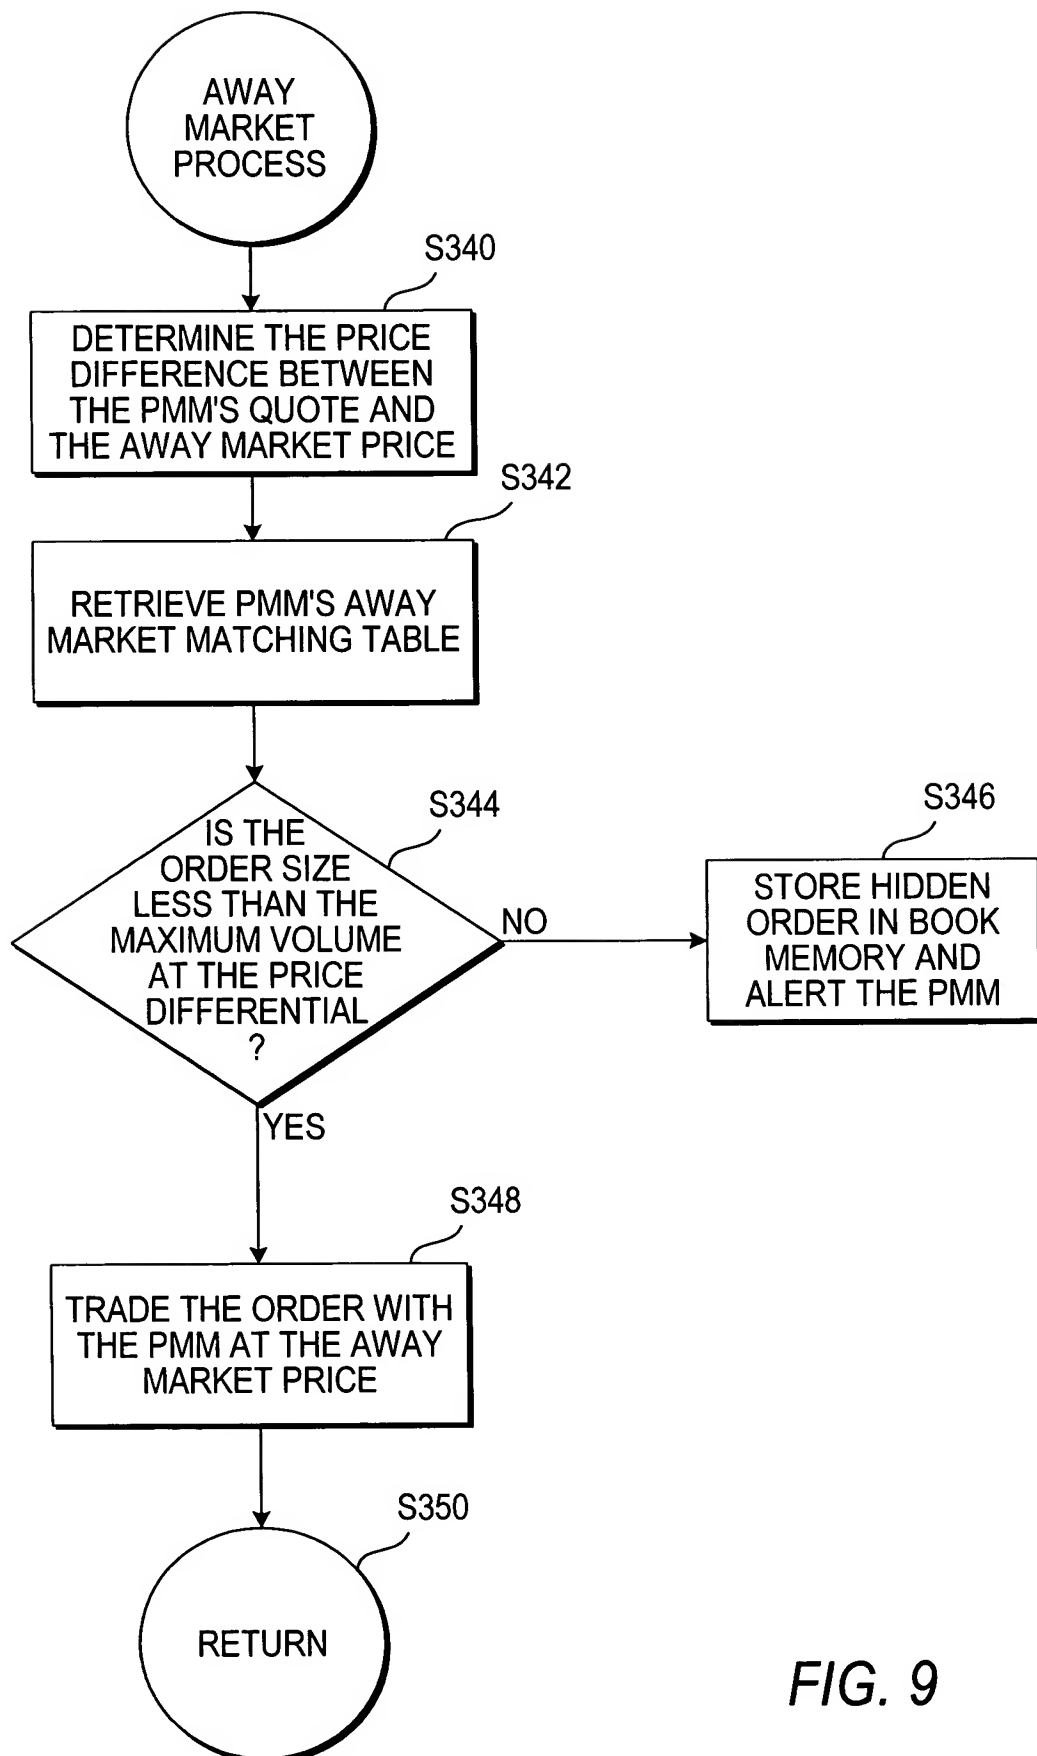 AWAY
MARKET
PROCESS
S340
DETERMINE THE PRICE
DIFFERENCE BETWEEN
THE PMM'S QUOTE AND
THE AWAY MARKET PRICE
S342
RETRIEVE PMM'S AWAY
MARKET MATCHING TABLE
S344
IS THE
ORDER SIZE
LESS THAN THE
MAXIMUM VOLUME
AT THE PRICE
DIFFERENTIAL
?
NO
S346
STORE HIDDEN
ORDER IN BOOK
MEMORY AND
ALERT THE PMM
YES
S348
TRADE THE ORDER WITH
THE PMM AT THE AWAY
MARKET PRICE
S350
RETURN
FIG. 9